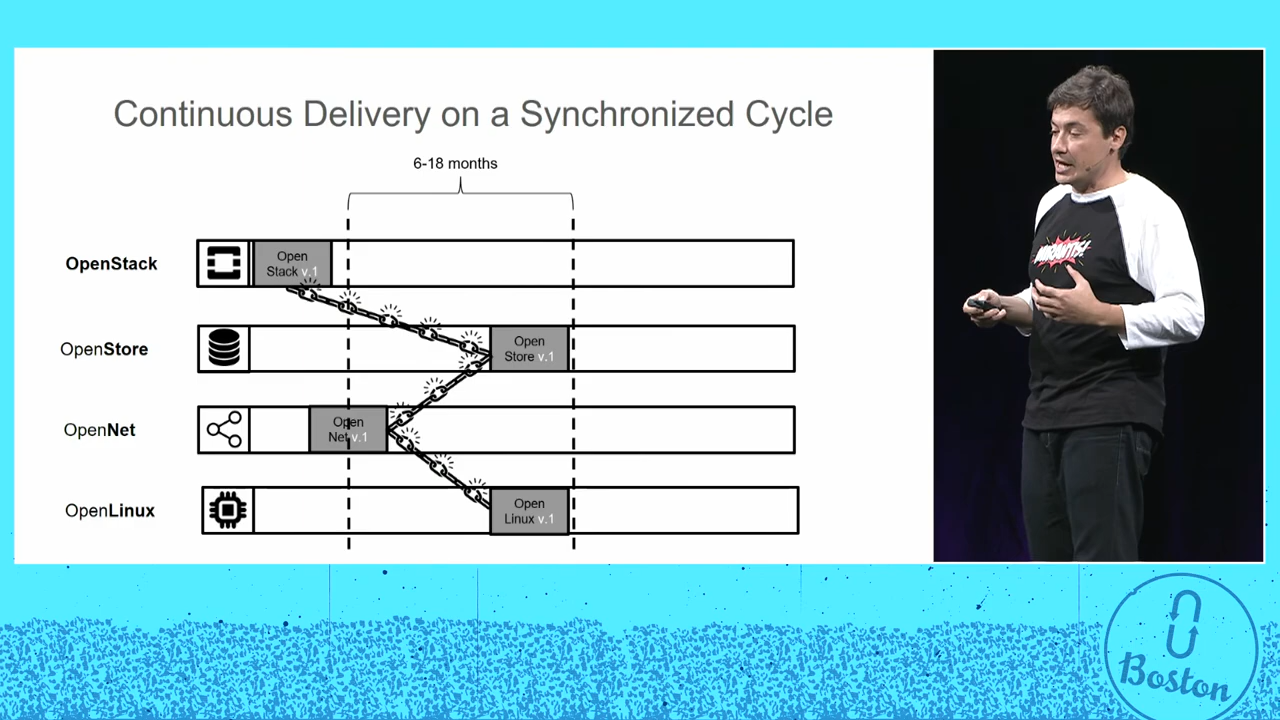 Continuous Delivery on a Synchronized Cycle
6-18 months
OpenStack
Open
Stack v.1
OpenStore
Open
Store v.1
OpenNet
Open
Net v.1
OpenLinux
Open
Linux v.1
MIRANTIS!
Boston